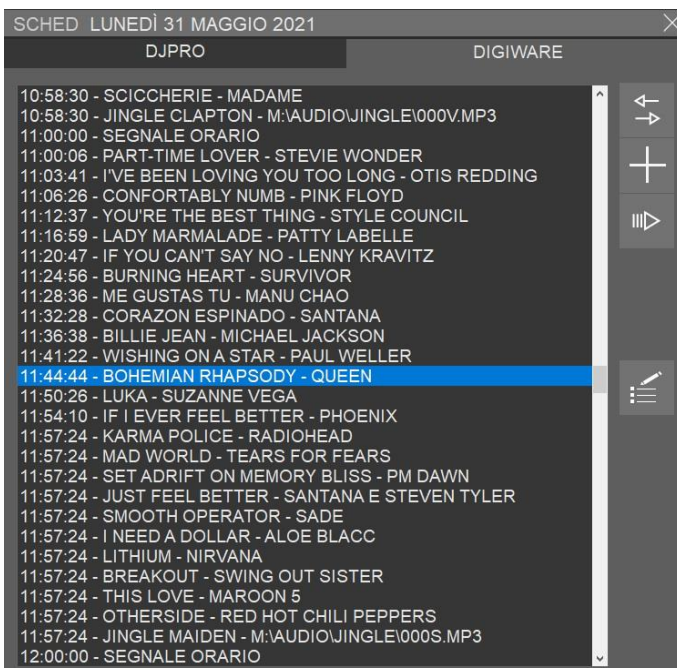 SCHED LUNEDÌ 31 MAGGIO 2021
DJPRO DIGIWARE
10:58:30 - SCICCHERIE - MADAME
10:58:30 - JINGLE CLAPTON - M:\AUDIO\JINGLE\000V.MP3
11:00:00 - SEGNALE ORARIO
11:00:06 - PART-TIME LOVER - STEVIE WONDER
11:03:41 - I'VE BEEN LOVING YOU TOO LONG - OTIS REDDING
11:06:26 - CONFORTABLY NUMB - PINK FLOYD
11:12:37 - YOU'RE THE BEST THING - STYLE COUNCIL
11:16:59 - LADY MARMALADE - PATTY LABELLE
11:20:47 - IF YOU CAN'T SAY NO - LENNY KRAVITZ
11:24:56 - BURNING HEART - SURVIVOR
11:28:36 - ME GUSTAS TU - MANU CHAO
11:32:28 - CORAZON ESPINADO - SANTANA
11:36:38 - BILLIE JEAN - MICHAEL JACKSON
11:41:22 - WISHING ON A STAR - PAUL WELLER
11:44:44 - BOHEMIAN RHAPSODY - QUEEN
11:50:26 - LUKA - SUZANNE VEGA
11:54:10 - IF I EVER FEEL BETTER - PHOENIX
11:57:24 - KARMA POLICE - RADIOHEAD
11:57:24 - MAD WORLD - TEARS FOR FEARS
11:57:24 - SET ADRIFT ON MEMORY BLISS - PM DAWN
11:57:24 - JUST FEEL BETTER - SANTANA E STEVEN TYLER
11:57:24 - SMOOTH OPERATOR - SADE
11:57:24 - I NEED A DOLLAR - ALOE BLACC
11:57:24 - LITHIUM - NIRVANA
11:57:24 - BREAKOUT - SWING OUT SISTER
11:57:24 - THIS LOVE - MAROON 5
11:57:24 - OTHERSIDE - RED HOT CHILI PEPPERS
11:57:24 - JINGLE MAIDEN - M:\AUDIO\JINGLE\000S.MP3
12:00:00 - SEGNALE ORARIO